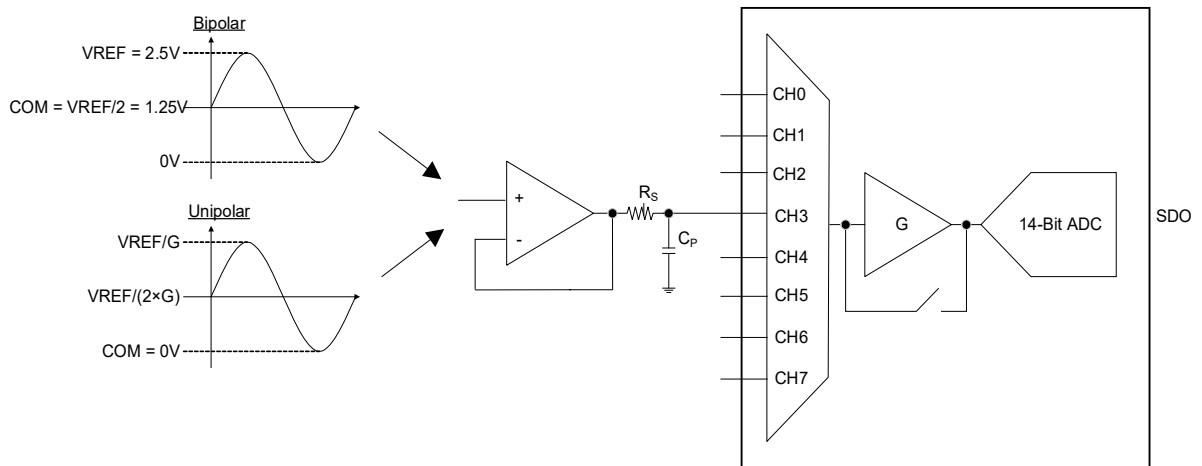 Bipolar
VREF = 2.5V
COM = VREF/2 = 1.25V
0V
Unipolar
VREF/G
VREF/(2×G)
COM = 0V
+
-
RS
CP
CH0
CH1
CH2
CH3
CH4
CH5
CH6
CH7
G
14-Bit ADC
SDO